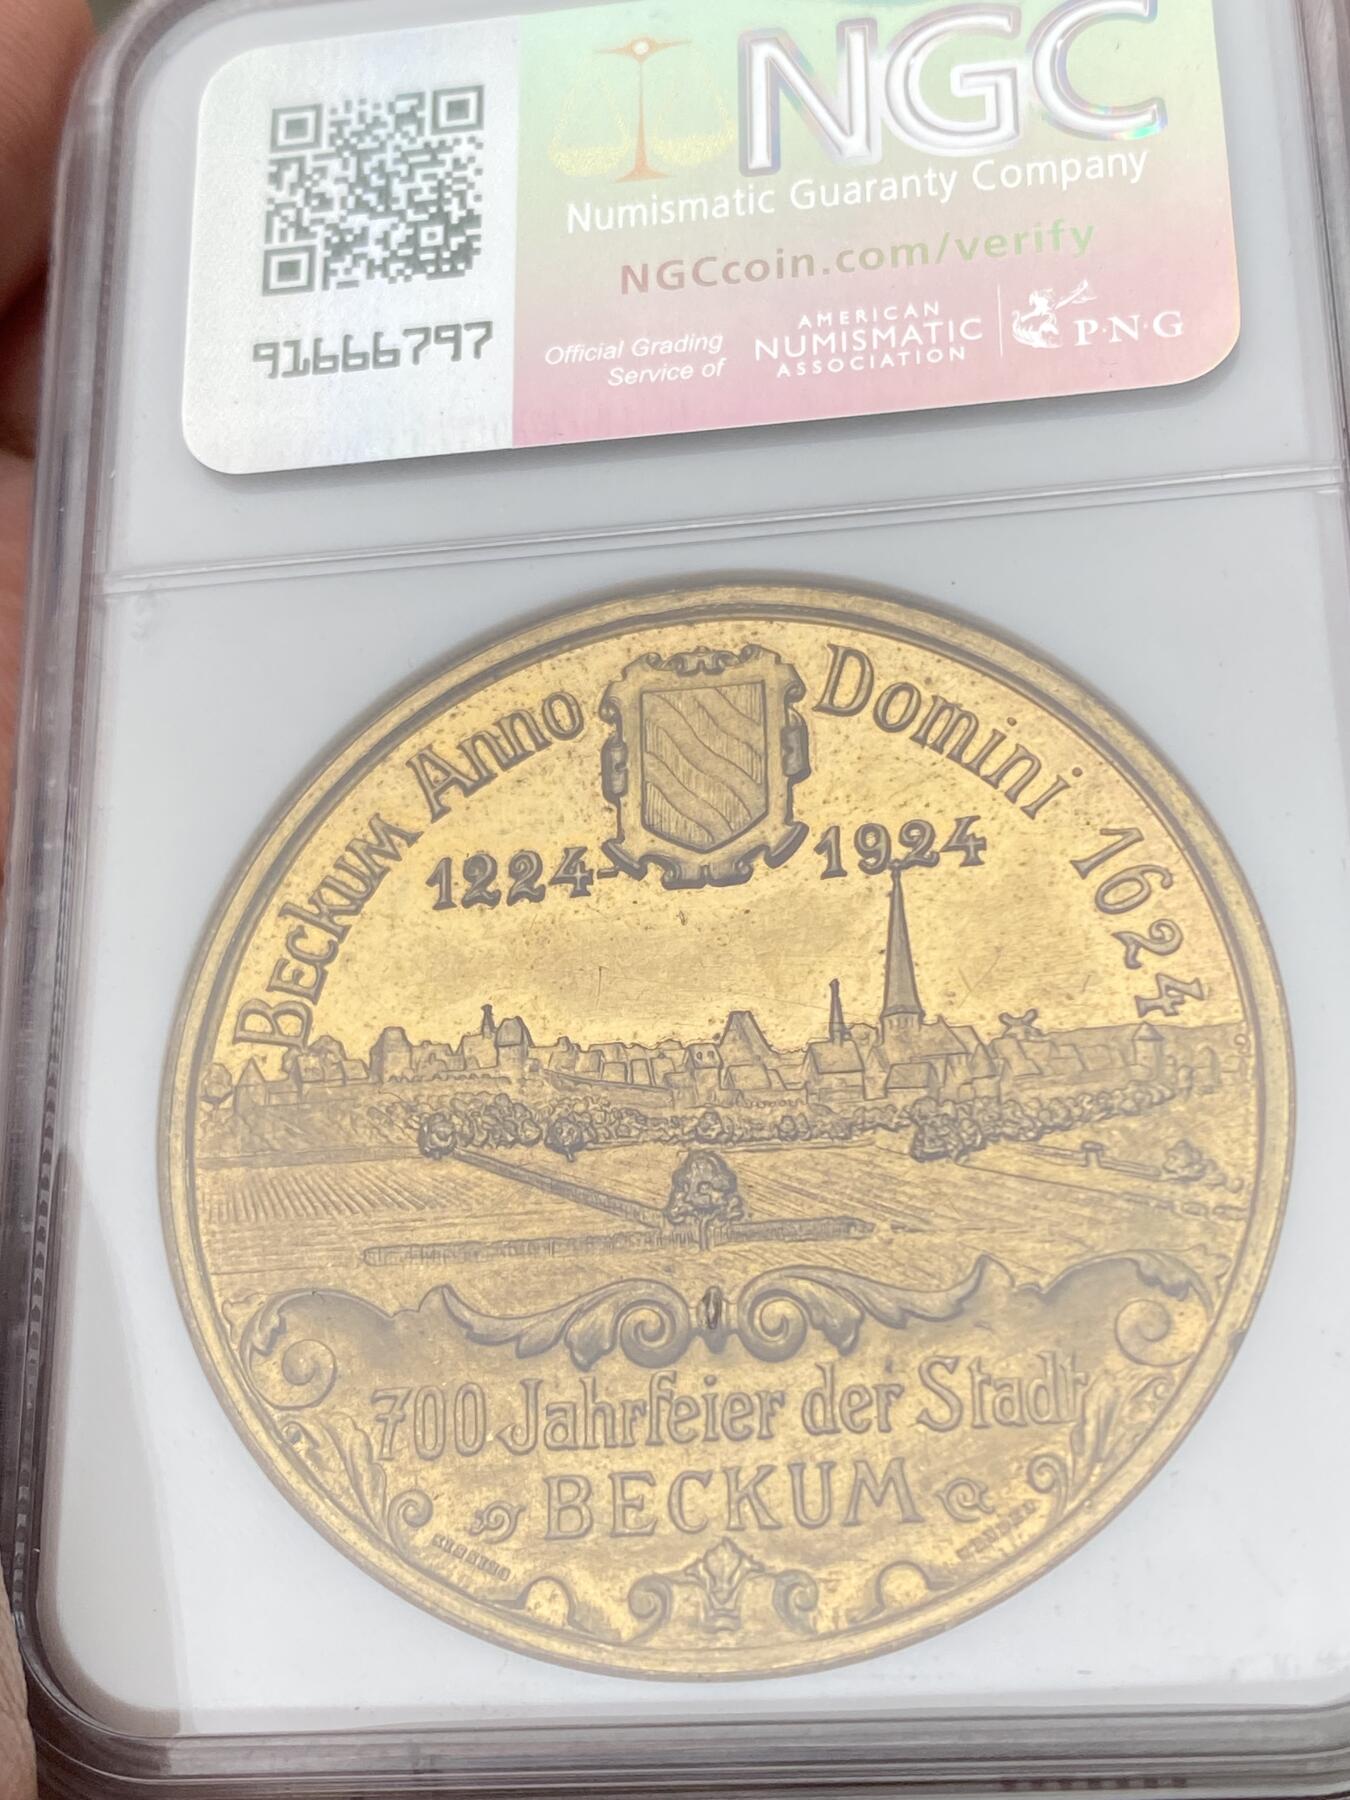 NGC
Numismatic Guaranty Company
NGCcoin.com/verify
91666797
Official Grading
Service of
AMERICAN
NUMISMATIC
ASSOCIATION
P·N·G
BECKUM Anno Domini 1624
1224-1924
700 Jahrfeier der Stadt
BECKUM